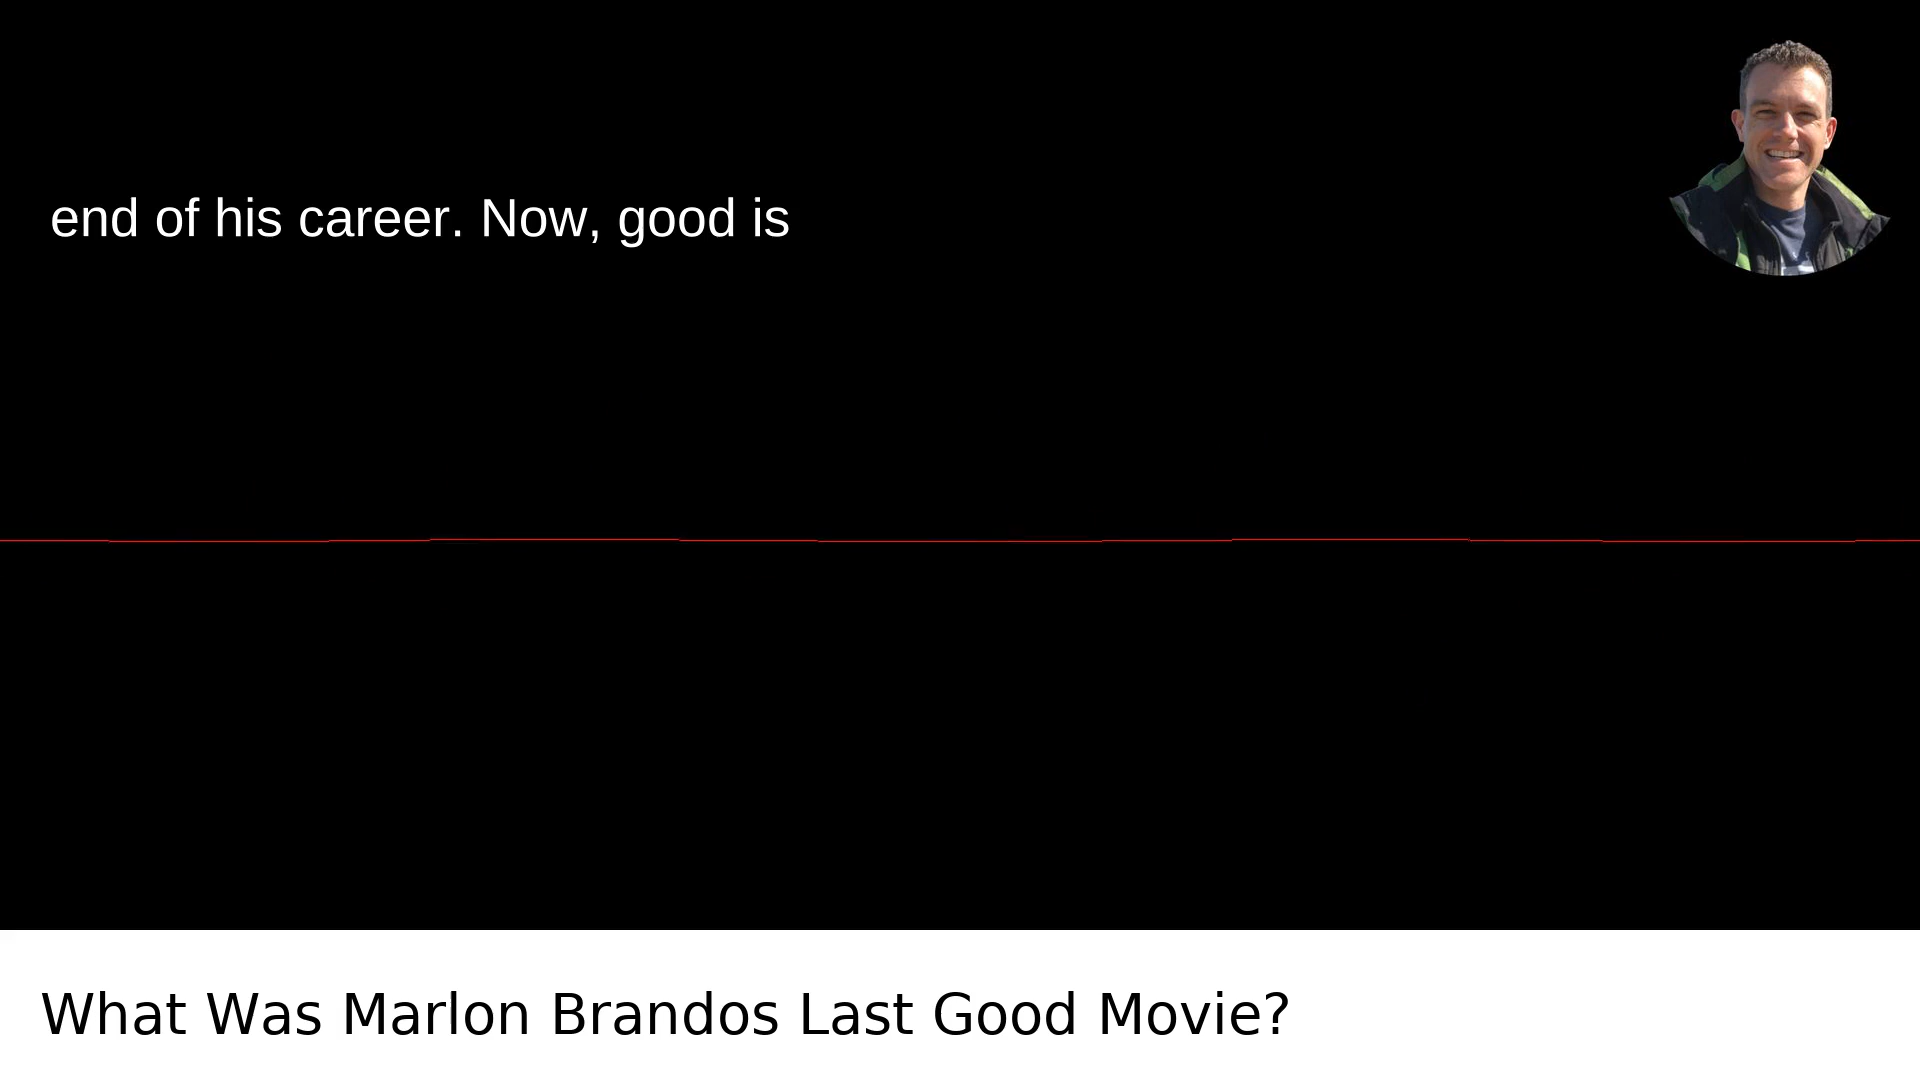 end of his career. Now, good is
What Was Marlon Brandos Last Good Movie?